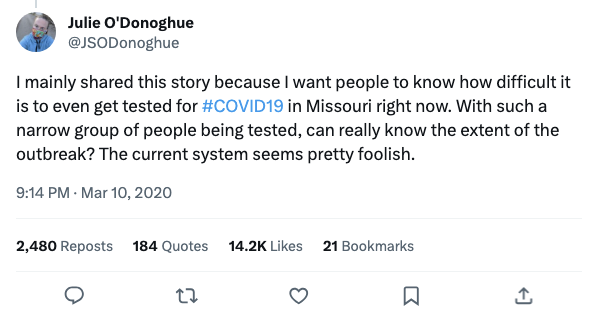 Julie O'Donoghue
@JSODonoghue
I mainly shared this story because I want people to know how difficult it
is to even get tested for #COVID19 in Missouri right now. With such a
narrow group of people being tested, can really know the extent of the
outbreak? The current system seems pretty foolish.
9:14 PM · Mar 10, 2020
2,480 Reposts 184 Quotes 14.2K Likes 21 Bookmarks